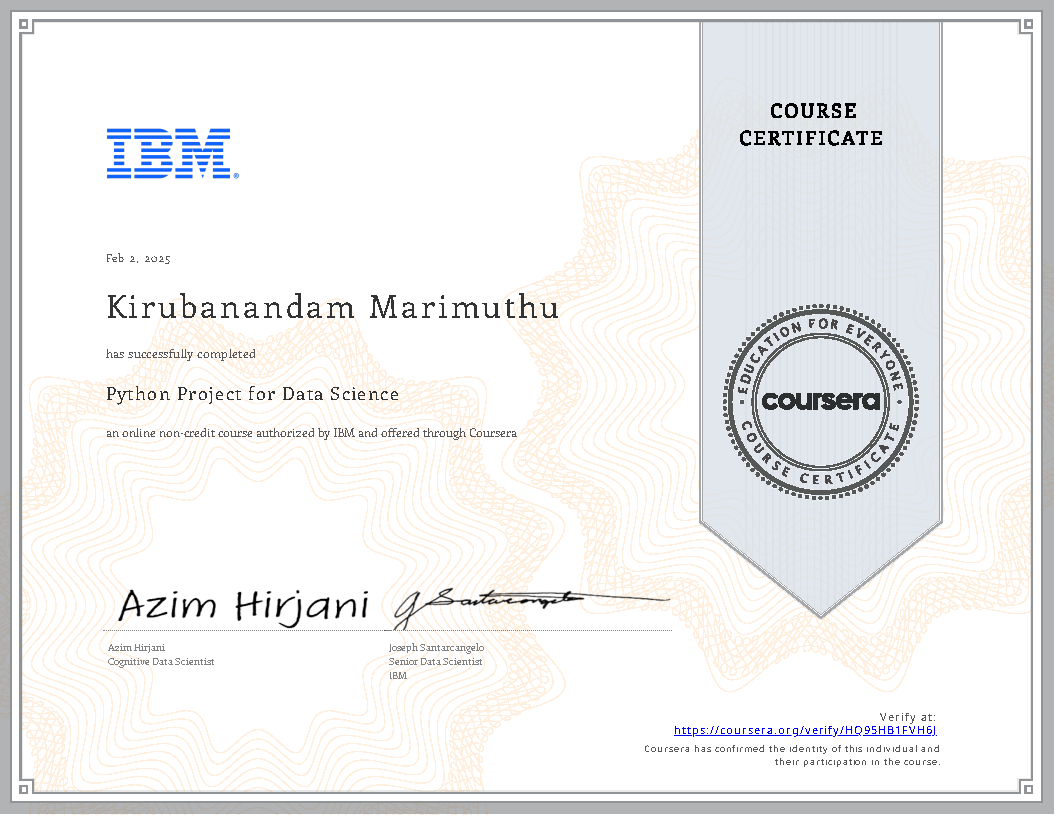 COURSE
CERTIFICATE
IBM®
Feb 2, 2025
Kirubanandam Marimuthu
has successfully completed
Python Project for Data Science
an online non-credit course authorized by IBM and offered through Coursera
EDUCATION FOR EVERYONE
coursera
COURSE CERTIFICATE
Azim Hirjani
G Santarcangelo
Azim Hirjani
Cognitive Data Scientist
Joseph Santarcangelo
Senior Data Scientist
IBM
Verify at:
https://coursera.org/verify/HQ95HB1FVH6J
Coursera has confirmed the identity of this individual and
their participation in the course.